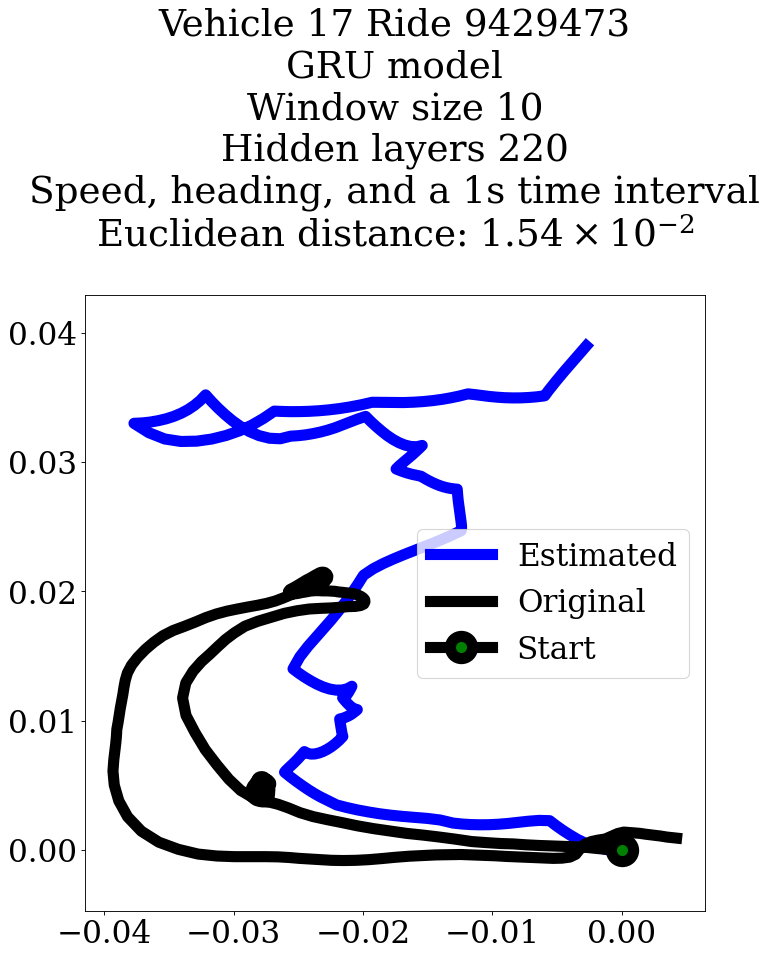 Vehicle 17 Ride 9429473
GRU model
Window size 10
Hidden layers 220
Speed, heading, and a 1s time interval
Euclidean distance: 1.54 × 10⁻²
0.04
0.03
0.02
0.01
0.00
Estimated
Original
Start
−0.04 −0.03 −0.02 −0.01 0.00